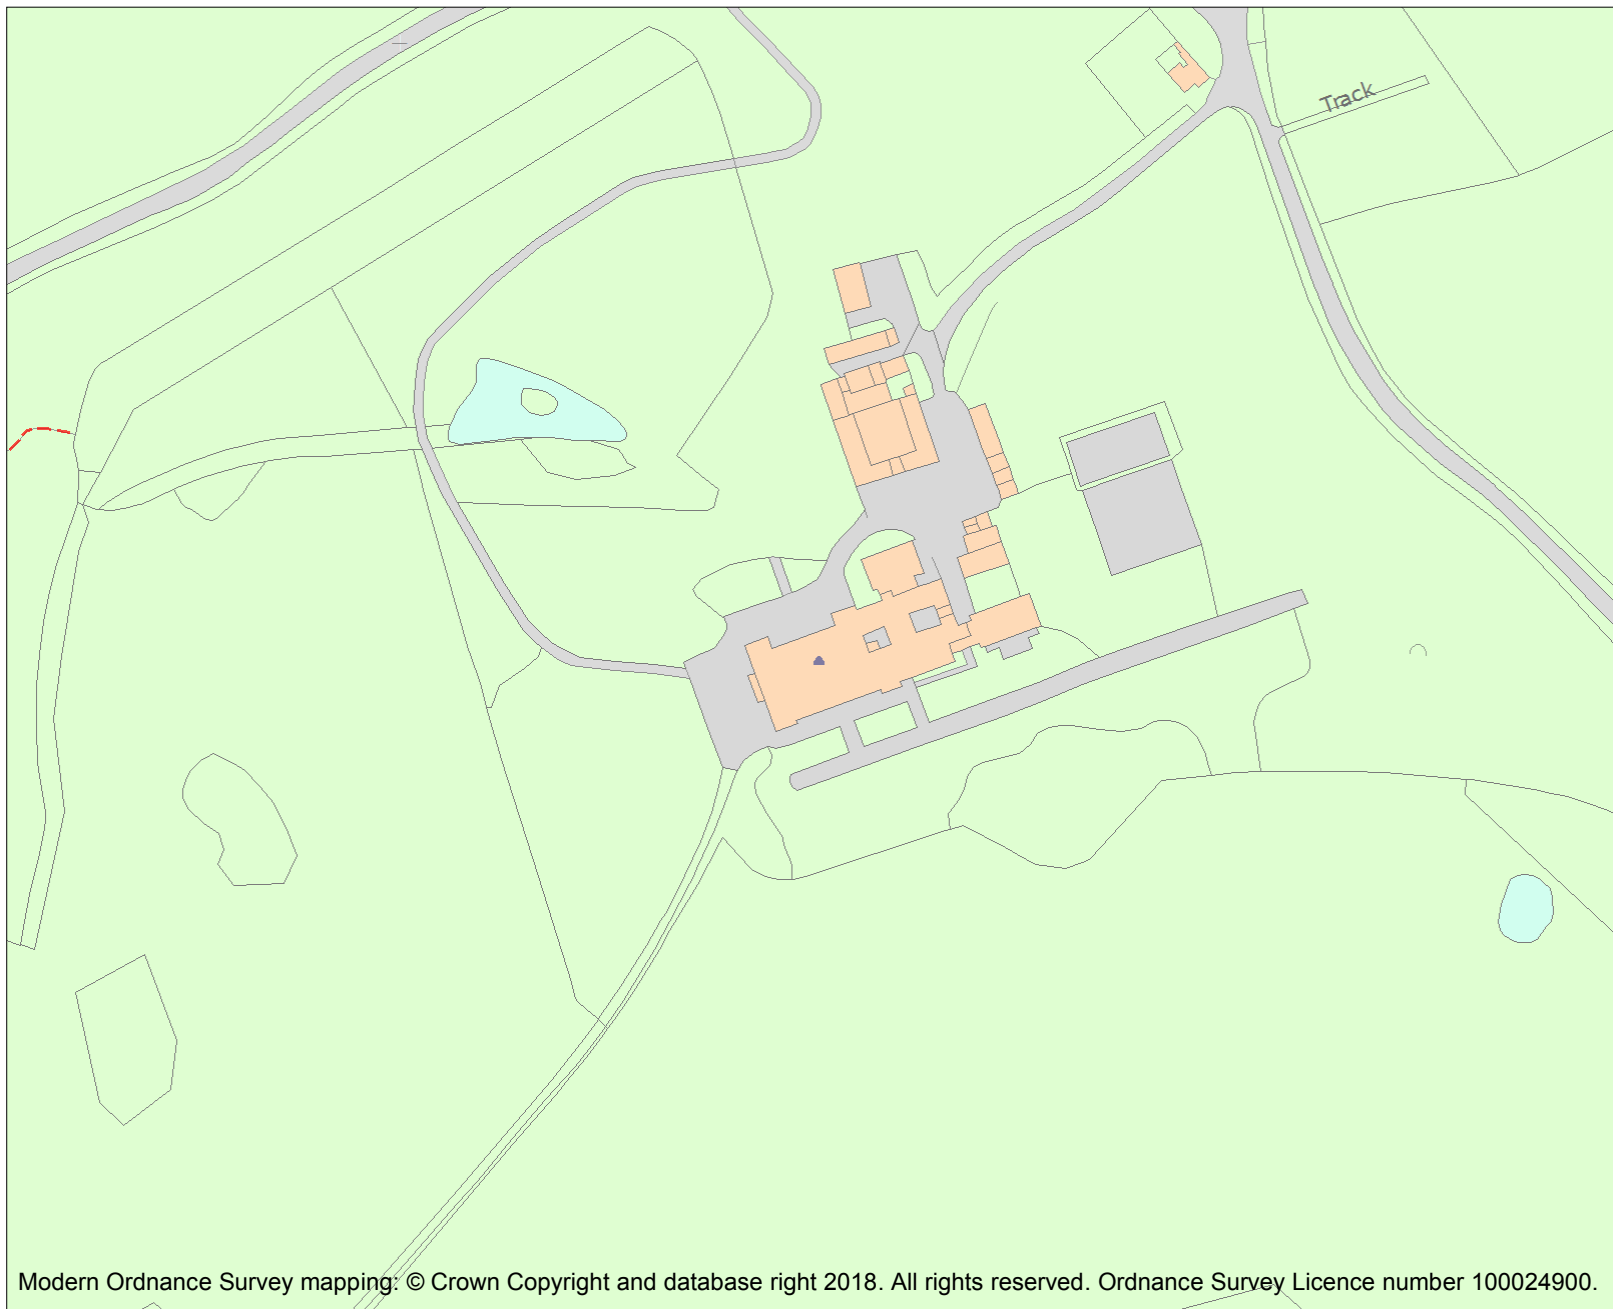 Track
Modern Ordnance Survey mapping: © Crown Copyright and database right 2018. All rights reserved. Ordnance Survey Licence number 100024900.